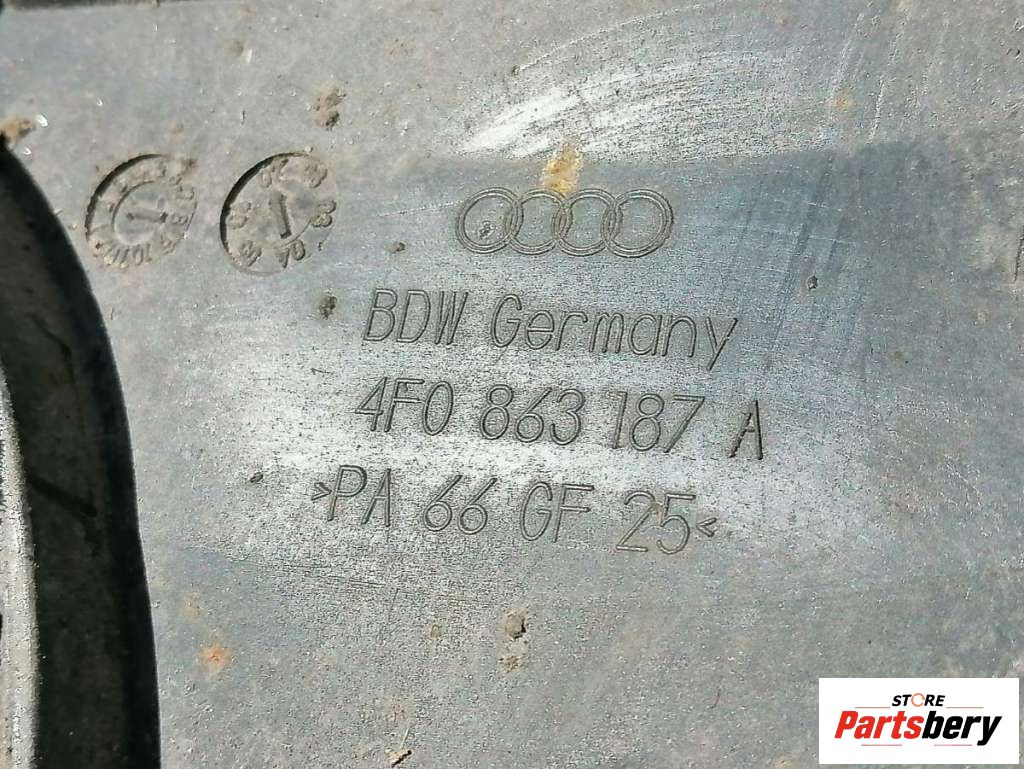 BDW Germany
4F0 863 187 A
>PA 66 GF 25<
STORE
Partsbery